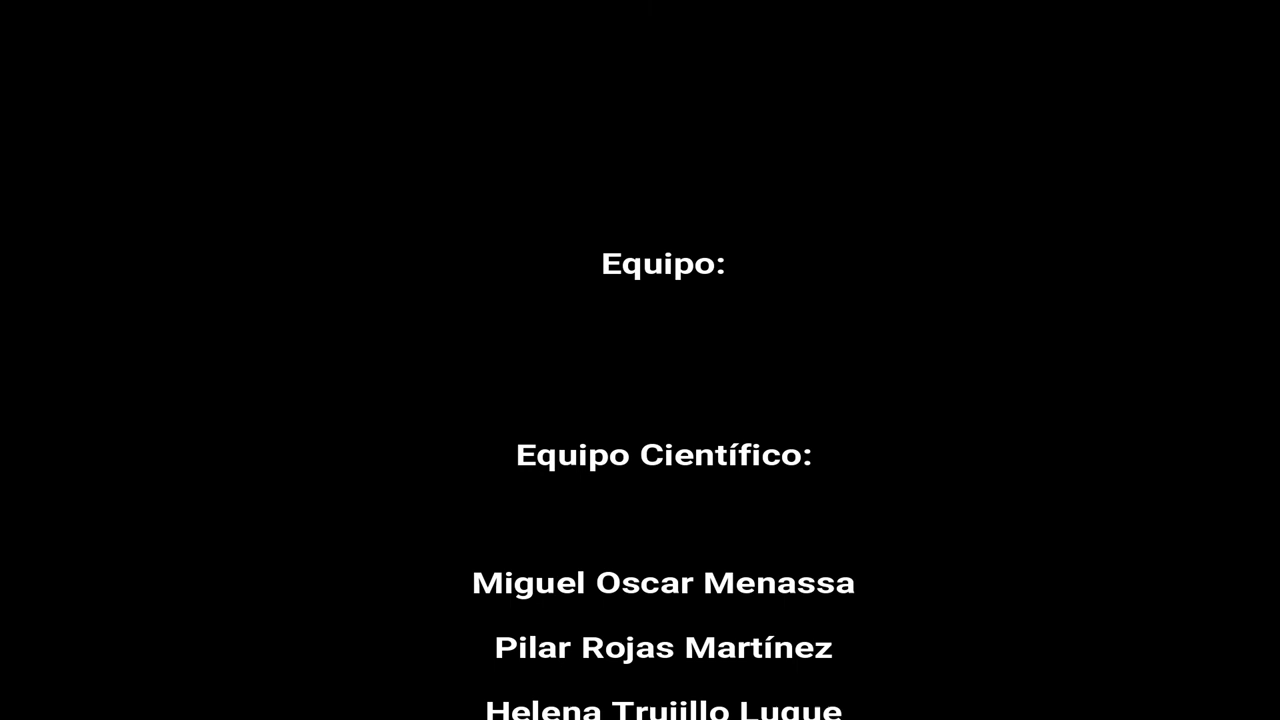 Equipo:
Equipo Científico:
Miguel Oscar Menassa
Pilar Rojas Martínez
Helena Trujillo Luque